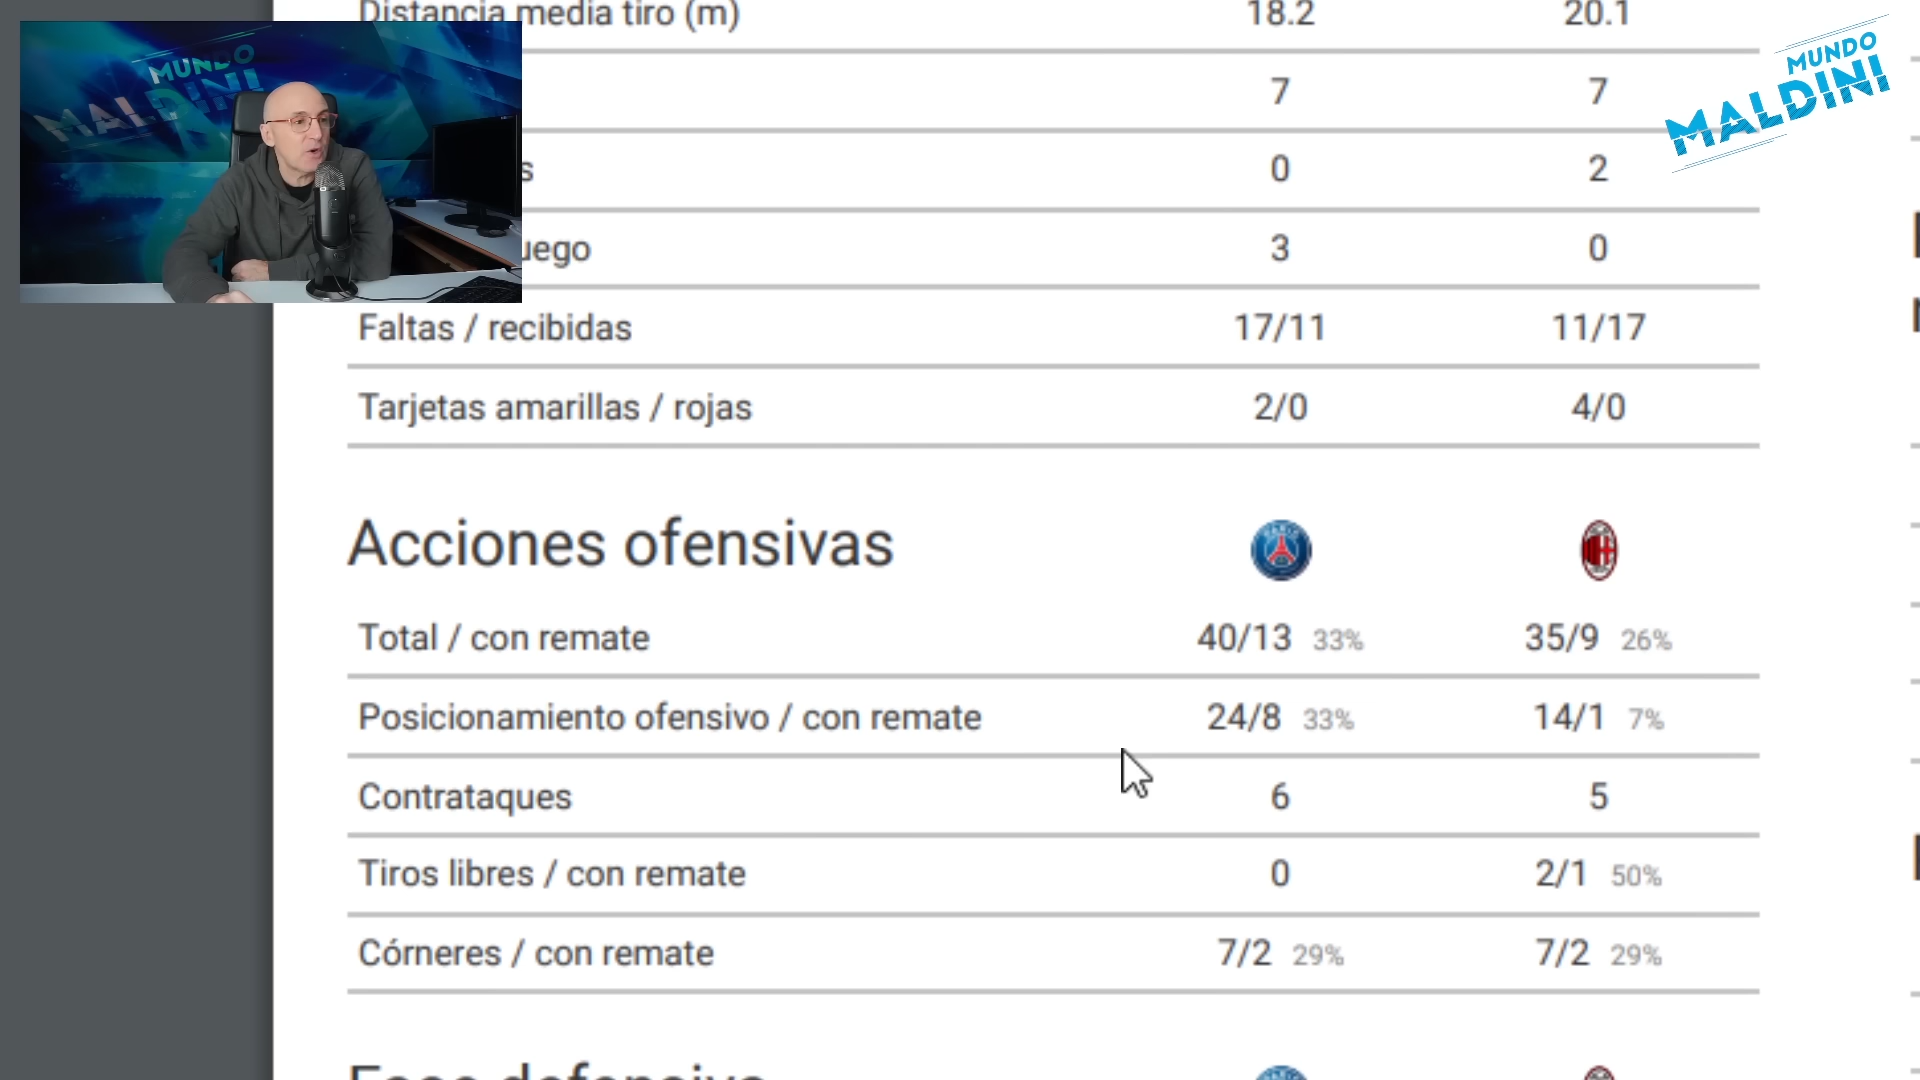 Distancia media tiro (m) 18.2 20.1
MUNDO
MALDINI
MUNDO
MALDINI
7 7
s 0 2
uego 3 0
Faltas / recibidas 17/11 11/17
Tarjetas amarillas / rojas 2/0 4/0
Acciones ofensivas
Total / con remate 40/13 33% 35/9 26%
Posicionamiento ofensivo / con remate 24/8 33% 14/1 7%
Contrataques 6 5
Tiros libres / con remate 0 2/1 50%
Córneres / con remate 7/2 29% 7/2 29%